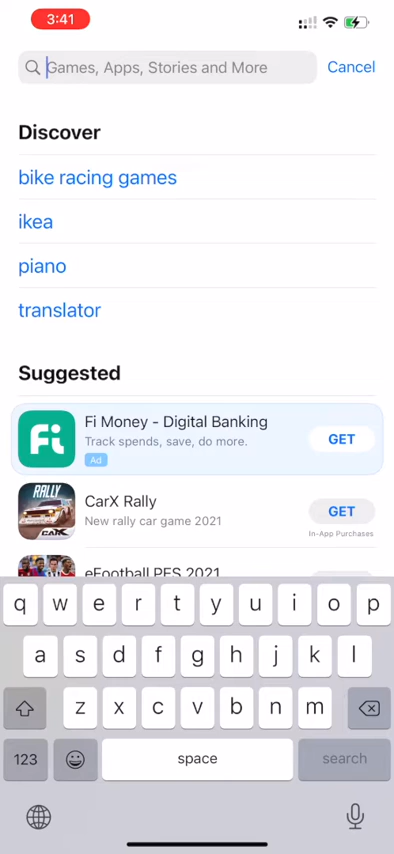 3:41
Games, Apps, Stories and More
Cancel
Discover
bike racing games
ikea
piano
translator
Suggested
Fi
Fi Money - Digital Banking
Track spends, save, do more.
Ad
GET
RALLY
CARX
CarX Rally
New rally car game 2021
GET
In-App Purchases
eFootball PES 2021
q w e r t y u i o p
a s d f g h j k l
z x c v b n m
123
space
search